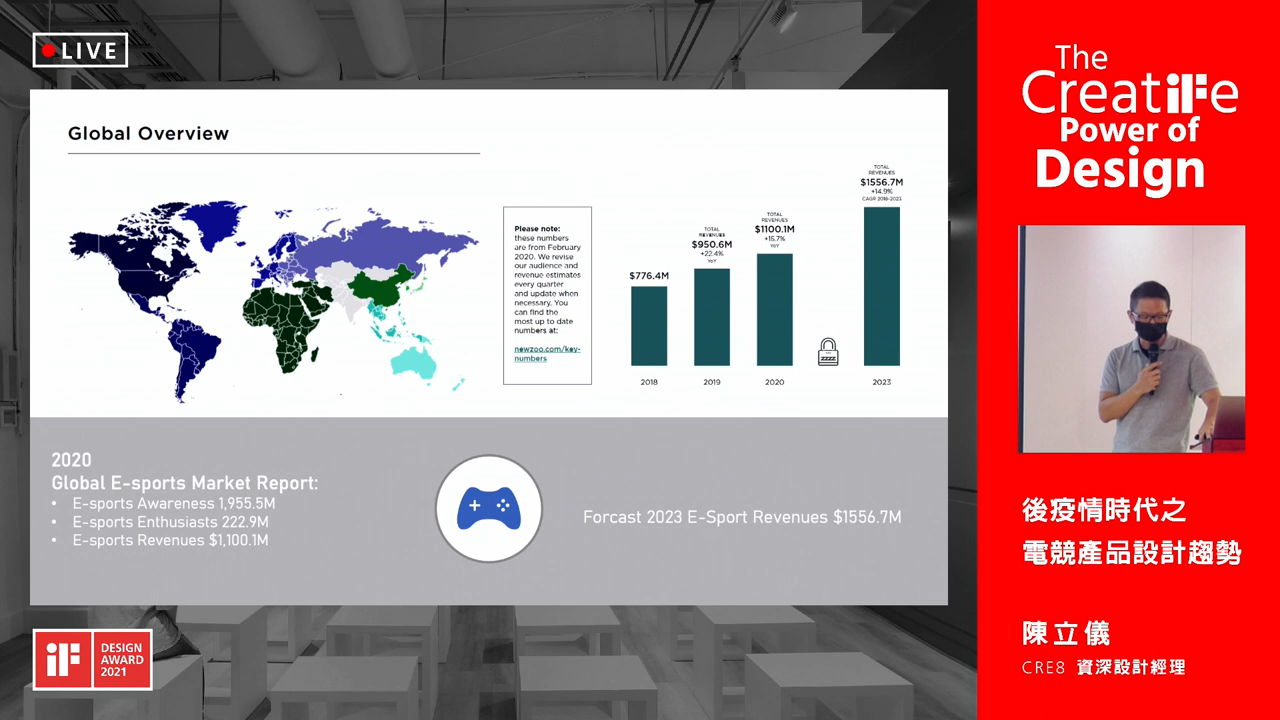 LIVE
Global Overview
Please note:
these numbers
are from February
2020. We revise
our audience and
revenue estimates
every quarter
and update when
necessary. You
can find the
most up to date
numbers at:
newzoo.com/key-
numbers
$776.4M
2018
TOTAL
REVENUES
$950.6M
+22.4%
YoY
2019
TOTAL
REVENUES
$1100.1M
+15.7%
YoY
2020
TOTAL
REVENUES
$1556.7M
+14.9%
CAGR 2018-2023
2023
2020
Global E-sports Market Report:
• E-sports Awareness 1,955.5M
• E-sports Enthusiasts 222.9M
• E-sports Revenues $1,100.1M
Forcast 2023 E-Sport Revenues $1556.7M
iF
DESIGN
AWARD
2021
The
CreatiFe
Power of
Design
後疫情時代之
電競產品設計趨勢
陳立儀
CRE8 資深設計經理